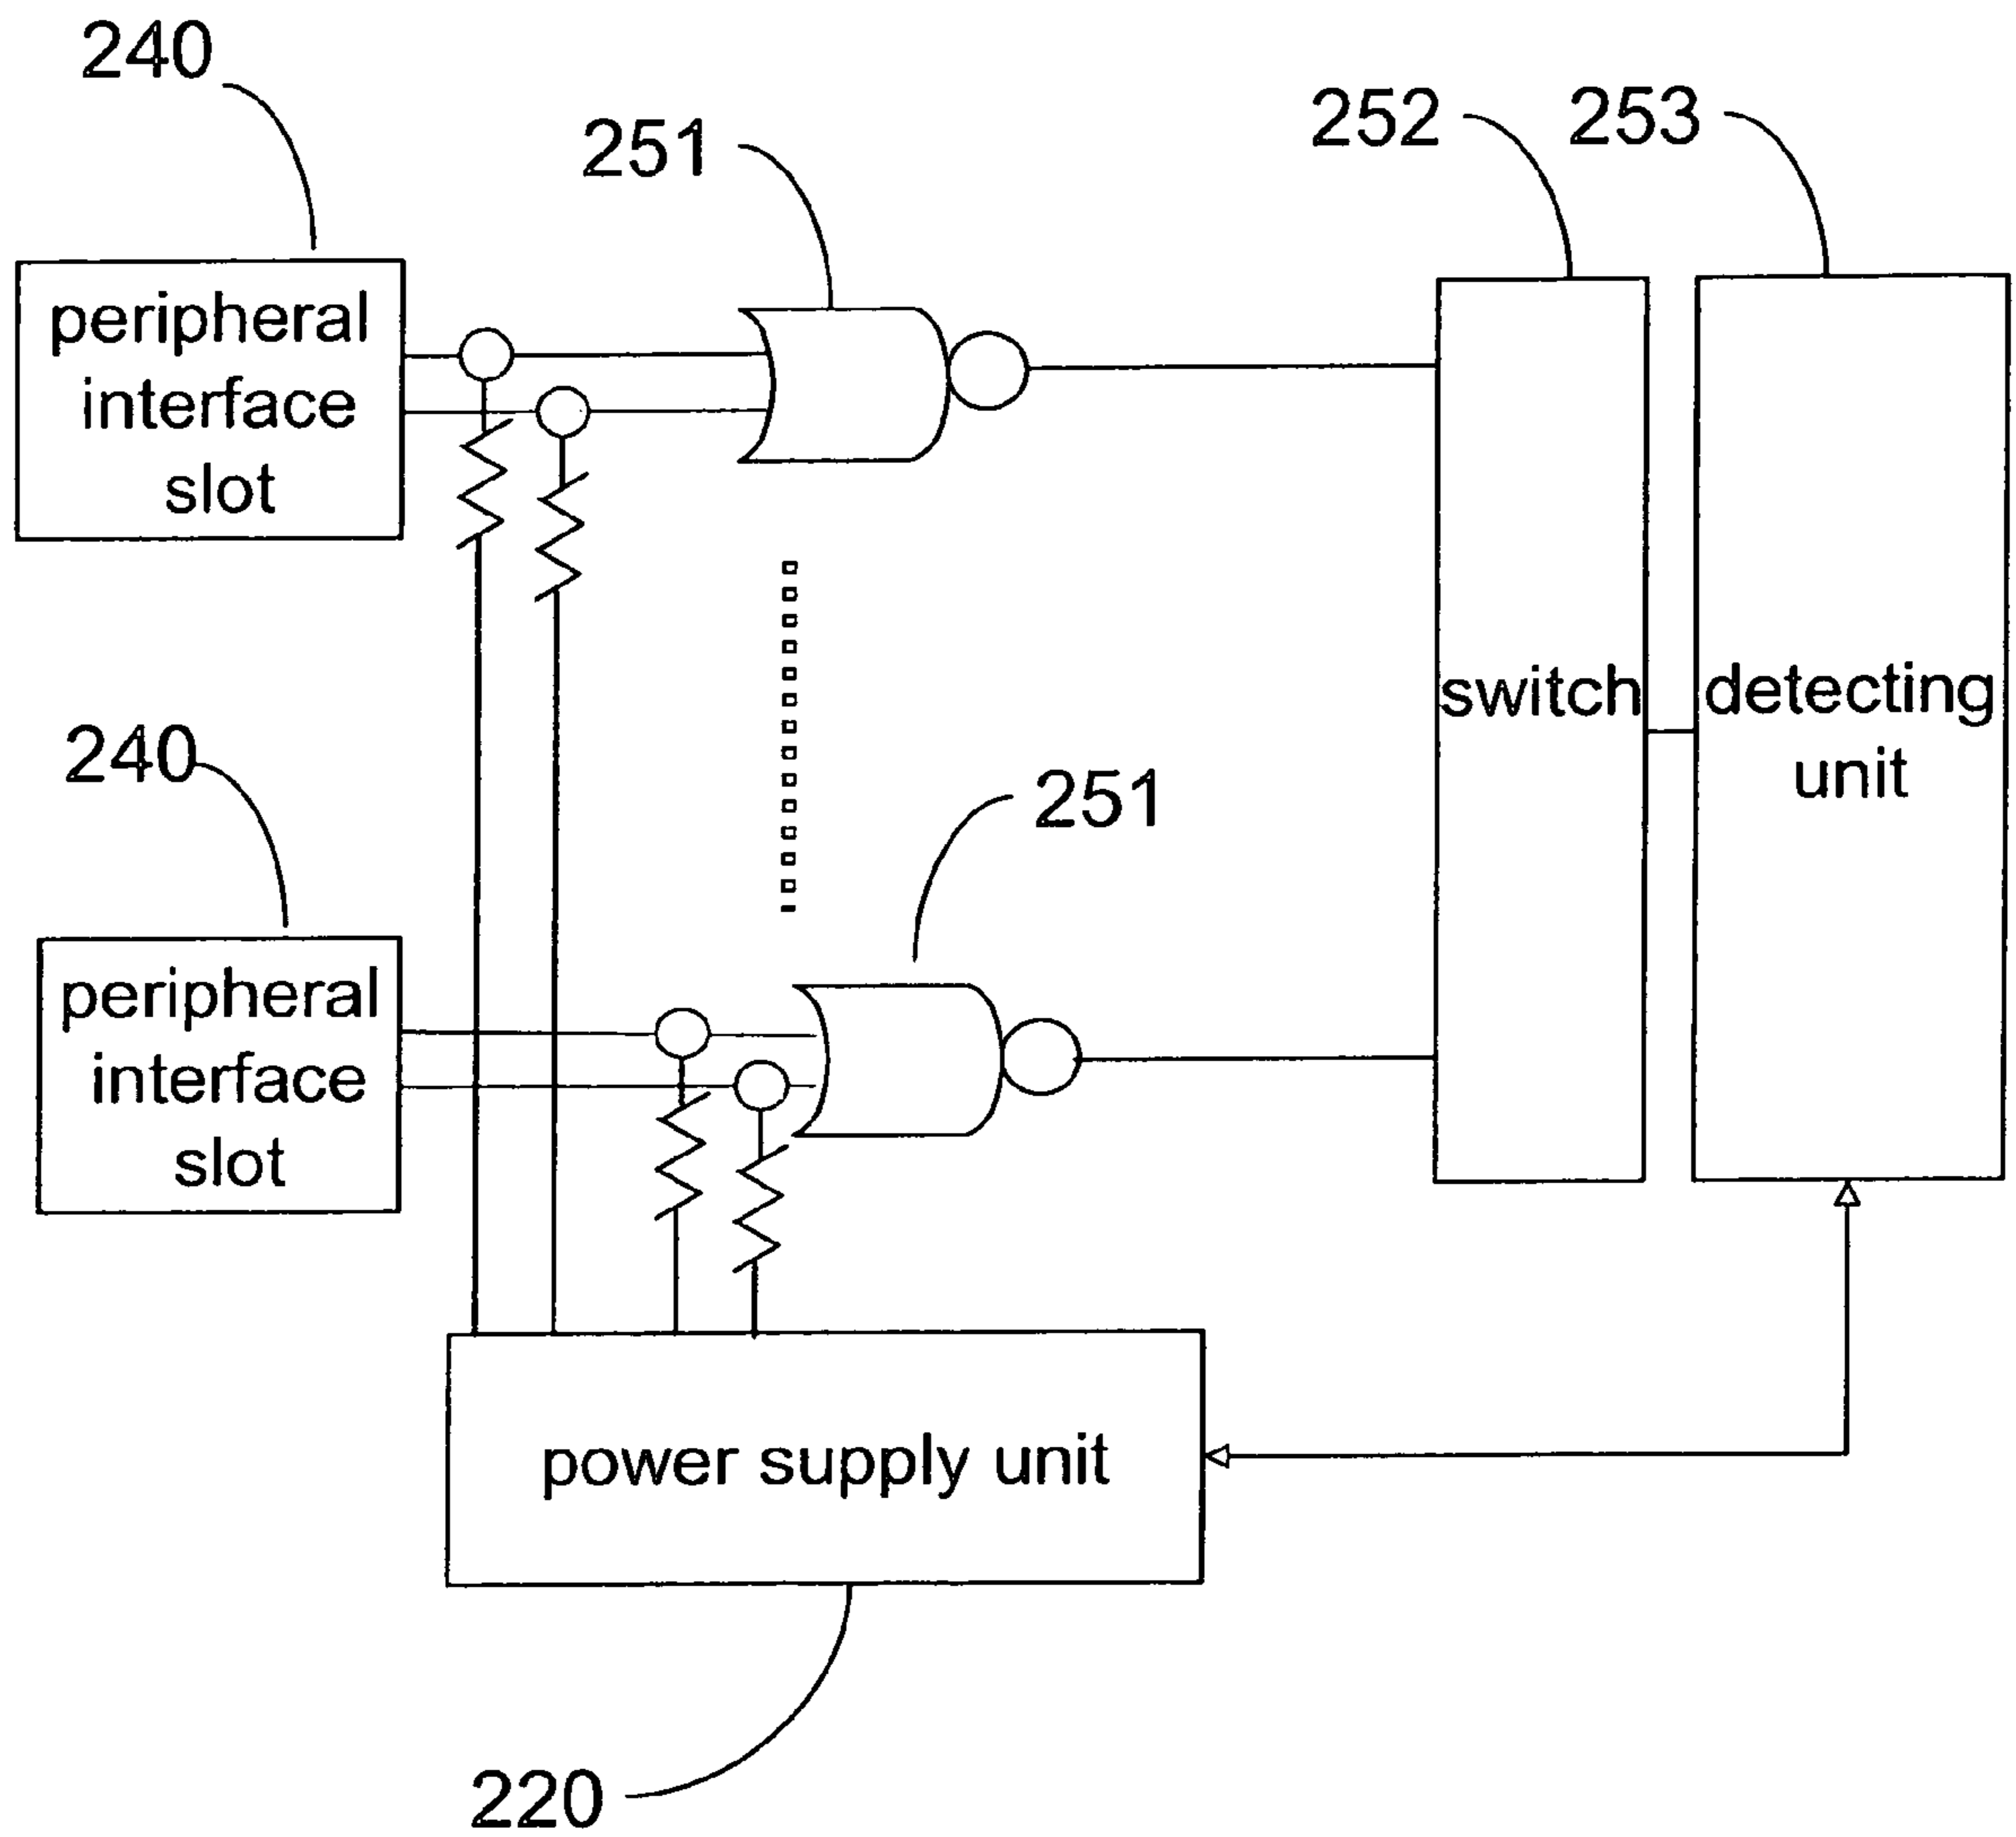 240
251
252
253
peripheral
interface
slot
switch
detecting
unit
240
251
peripheral
interface
slot
power supply unit
220